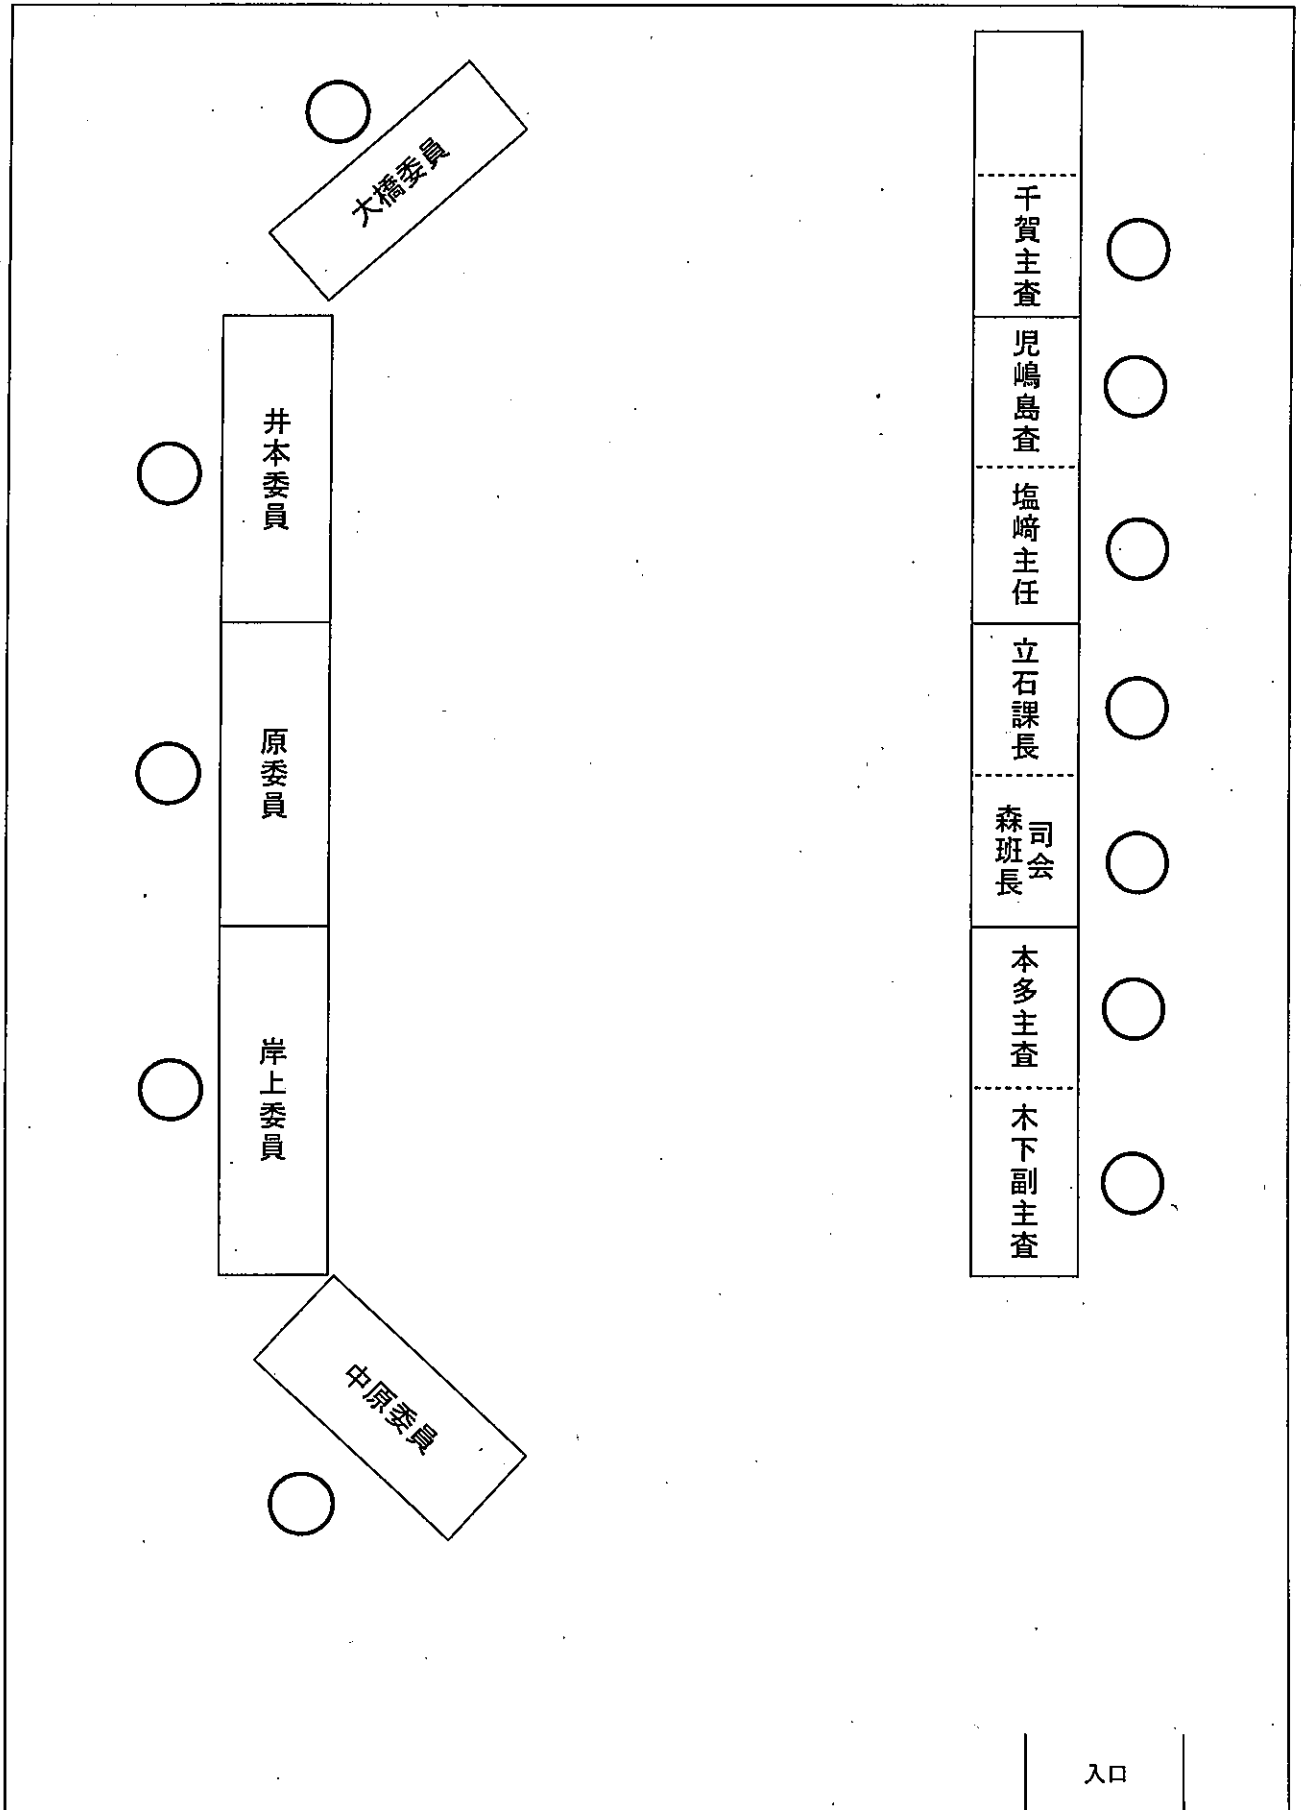 大橋委員
井本委員
原委員
岸上委員
中原委員
千賀主査
児嶋島査
塩﨑主任
立石課長
司会
森班長
本多主査
木下副主査
入口